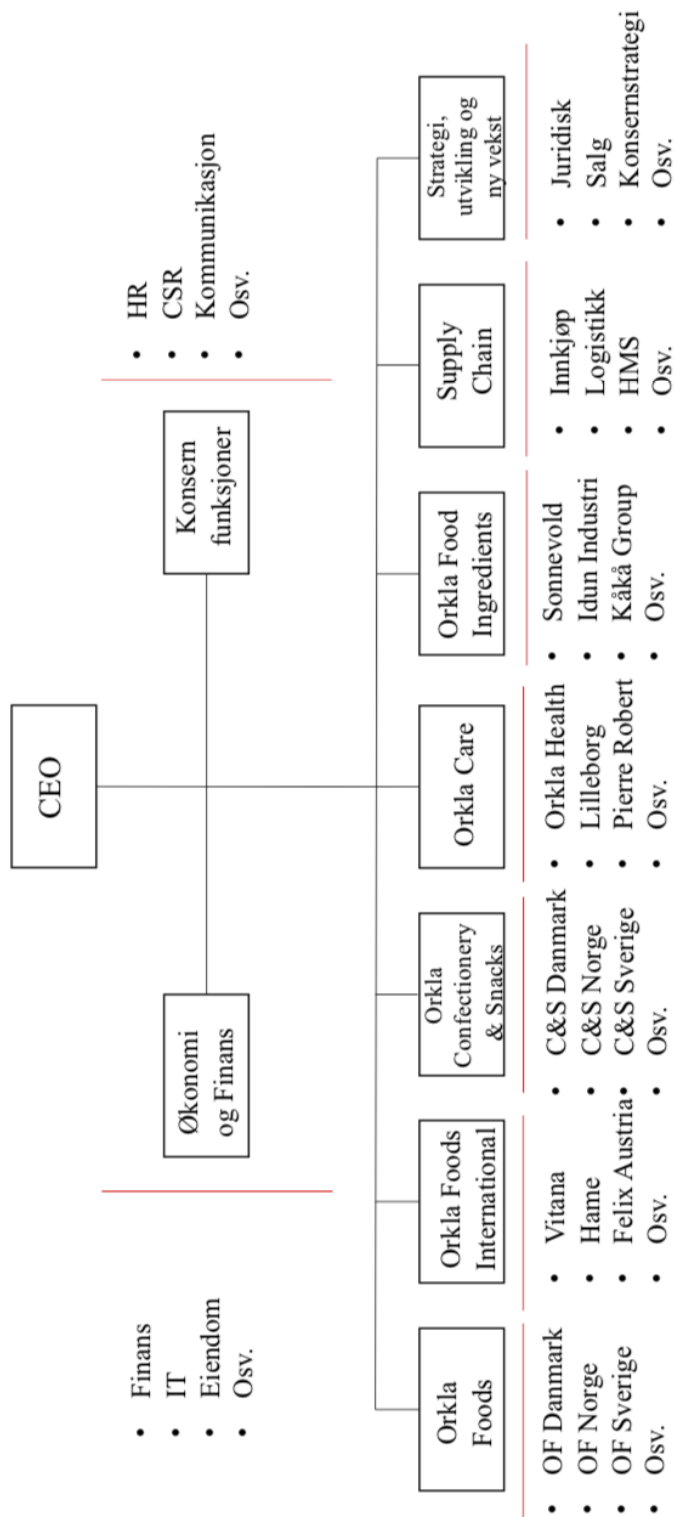 CEO
• Finans
• IT
• Eiendom
• Osv.
Økonomi
og Finans
Konsern
funksjoner
• HR
• CSR
• Kommunikasjon
• Osv.
Orkla
Foods
Orkla Foods
International
Orkla
Confectionery
& Snacks
Orkla Care
Orkla Food
Ingredients
Supply
Chain
Strategi,
utvikling og
ny vekst
• OF Danmark
• OF Norge
• OF Sverige
• Osv.
• Vitana
• Hame
• Felix Austria
• Osv.
• C&S Danmark
• C&S Norge
• C&S Sverige
• Osv.
• Orkla Health
• Lilleborg
• Pierre Robert
• Osv.
• Sonnevold
• Idun Industri
• Kåkå Group
• Osv.
• Innkjøp
• Logistikk
• HMS
• Osv.
• Juridisk
• Salg
• Konsernstrategi
• Osv.